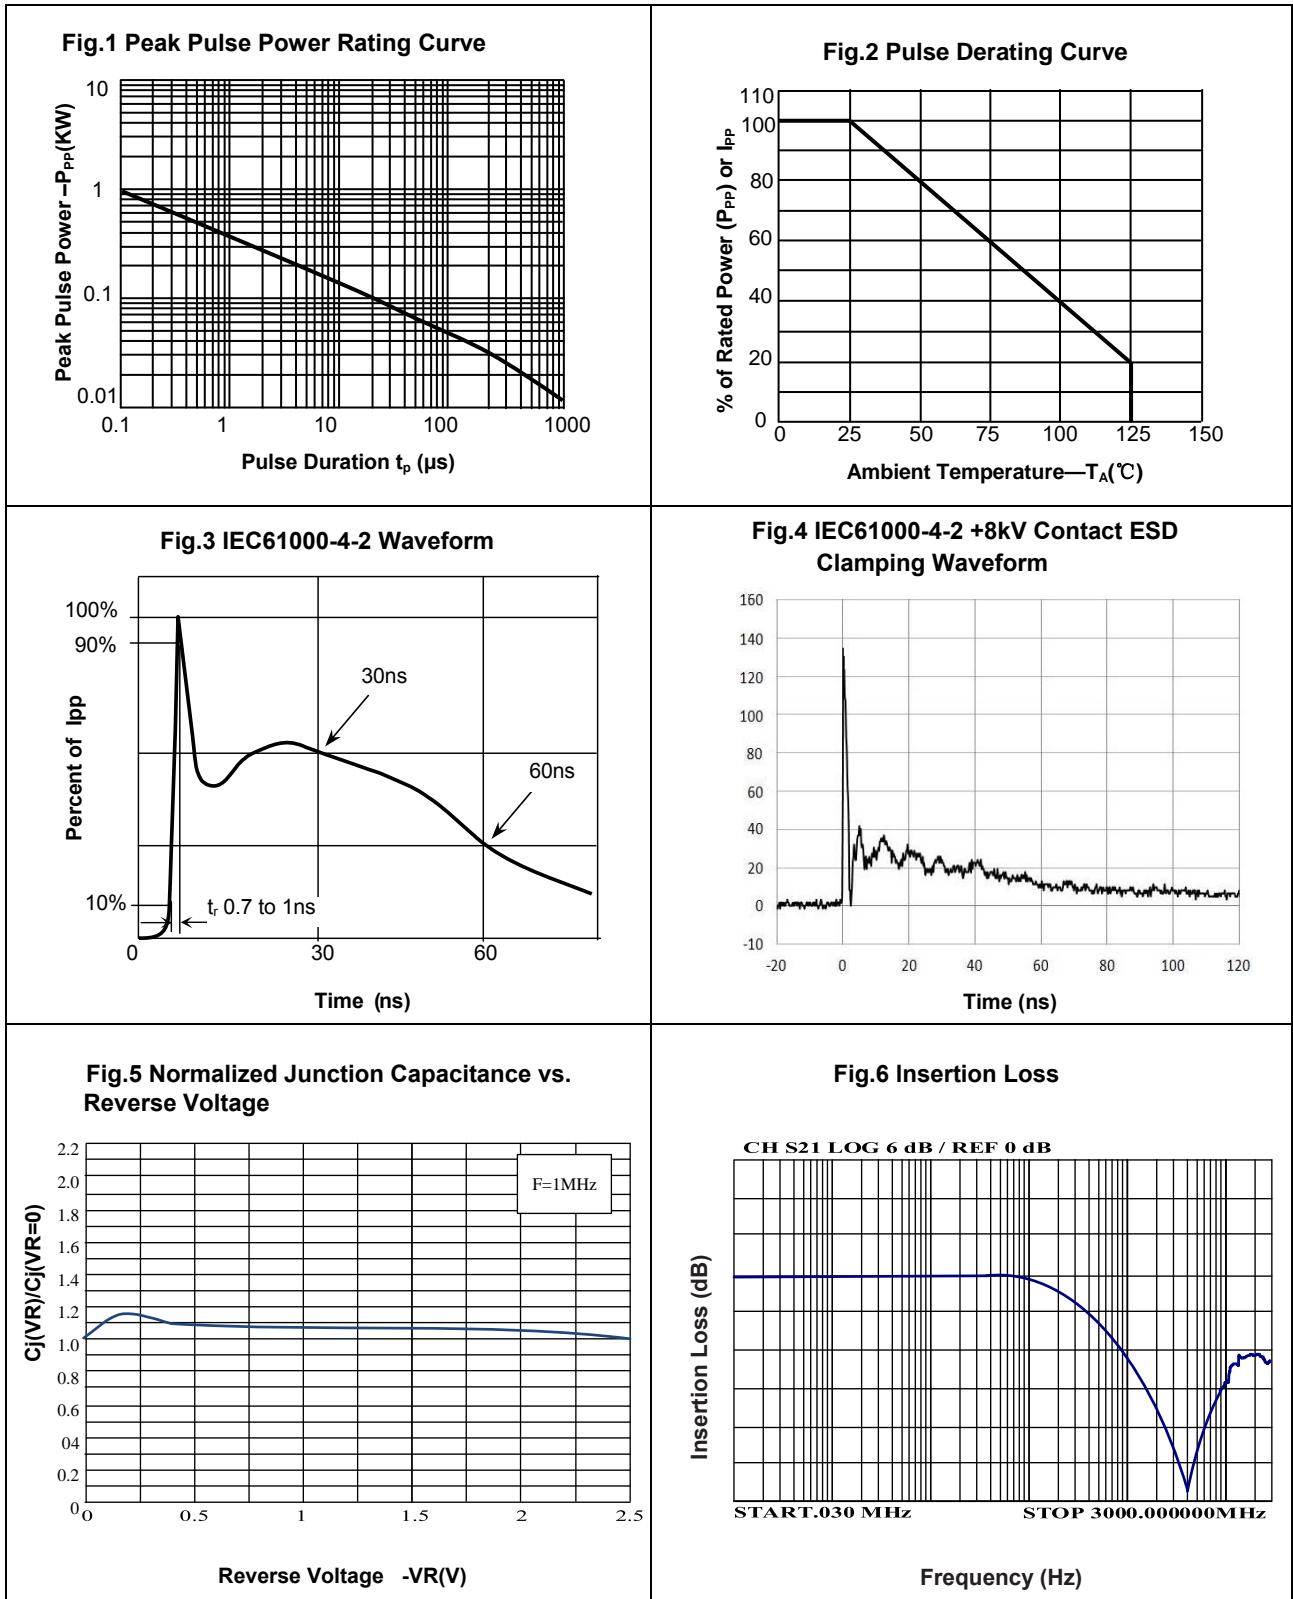 Fig.1 Peak Pulse Power Rating Curve
Peak Pulse Power –PPP(KW)
10
1
0.1
0.01
0.1 1 10 100 1000
Pulse Duration tp (µs)
Fig.2 Pulse Derating Curve
% of Rated Power (PPP) or IPP
110
100
80
60
40
20
0
0 25 50 75 100 125 150
Ambient Temperature—TA(℃)
Fig.3 IEC61000-4-2 Waveform
Percent of Ipp
100%
90%
30ns
60ns
10%
tr 0.7 to 1ns
0 30 60
Time (ns)
Fig.4 IEC61000-4-2 +8kV Contact ESD
Clamping Waveform
160
140
120
100
80
60
40
20
0
-10
-20 0 20 40 60 80 100 120
Time (ns)
Fig.5 Normalized Junction Capacitance vs.
Reverse Voltage
Cj(VR)/Cj(VR=0)
2.2
2.0
1.8
1.6
1.4
1.2
1.0
0.8
0.6
04
0.2
0
F=1MHz
0 0.5 1 1.5 2 2.5
Reverse Voltage -VR(V)
Fig.6 Insertion Loss
CH S21 LOG 6 dB / REF 0 dB
Insertion Loss (dB)
START.030 MHz STOP 3000.000000MHz
Frequency (Hz)